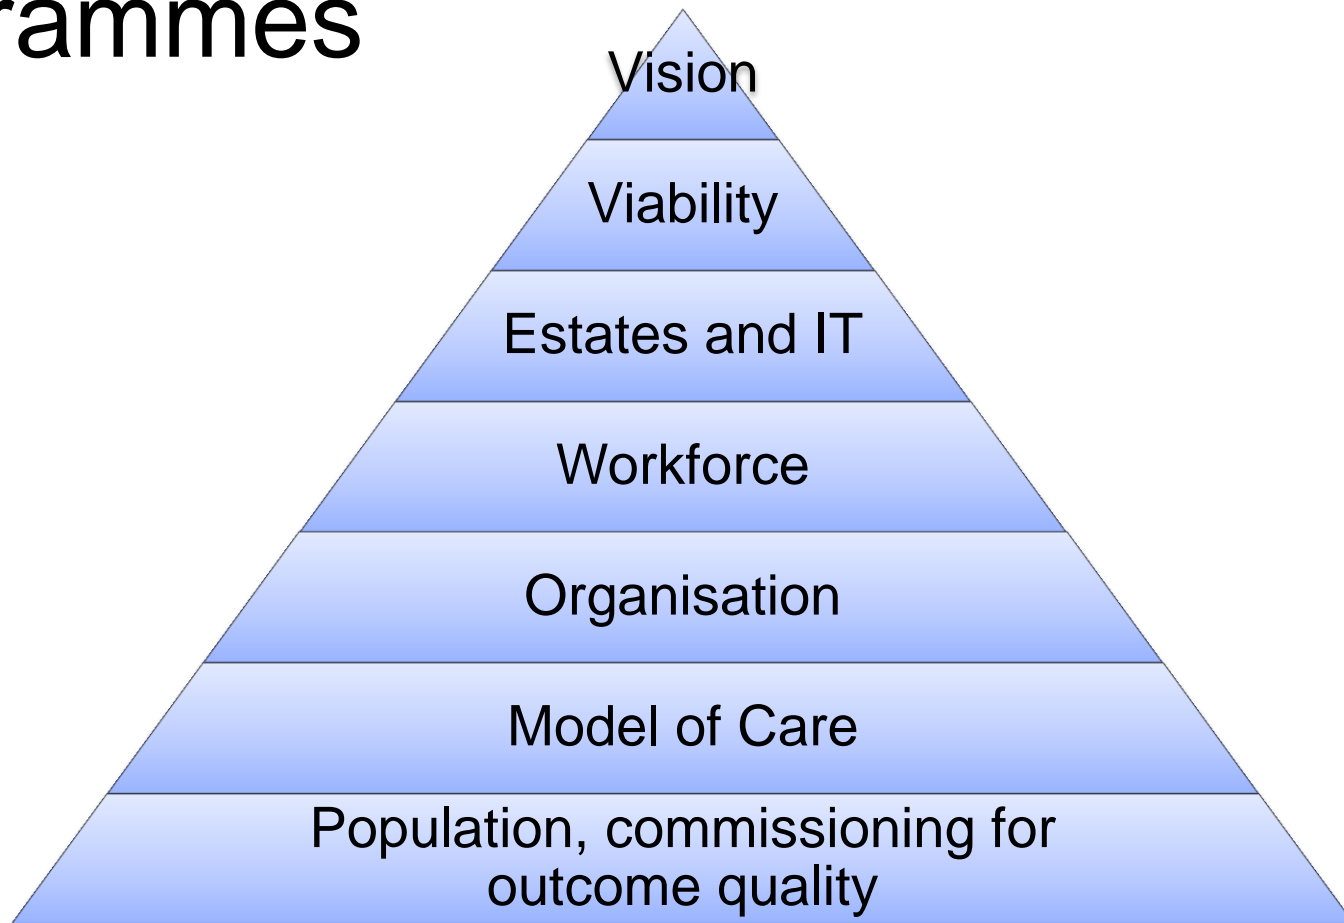 rammes
Vision
Viability
Estates and IT
Workforce
Organisation
Model of Care
Population, commissioning for
outcome quality